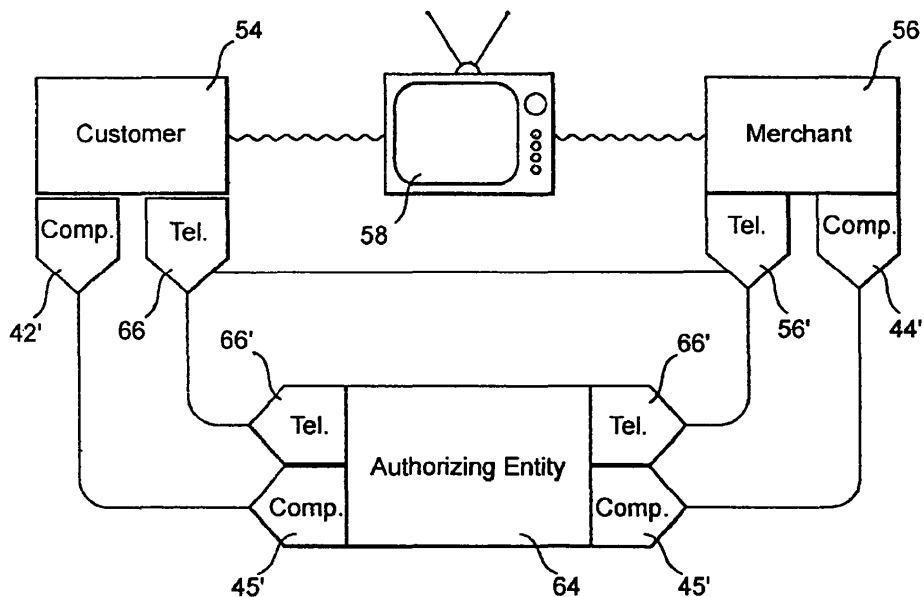 54
56
Customer
Merchant
58
Comp.
Tel.
Tel.
Comp.
42'
66
56'
44'
66'
66'
Tel.
Authorizing Entity
Tel.
Comp.
Comp.
45'
64
45'